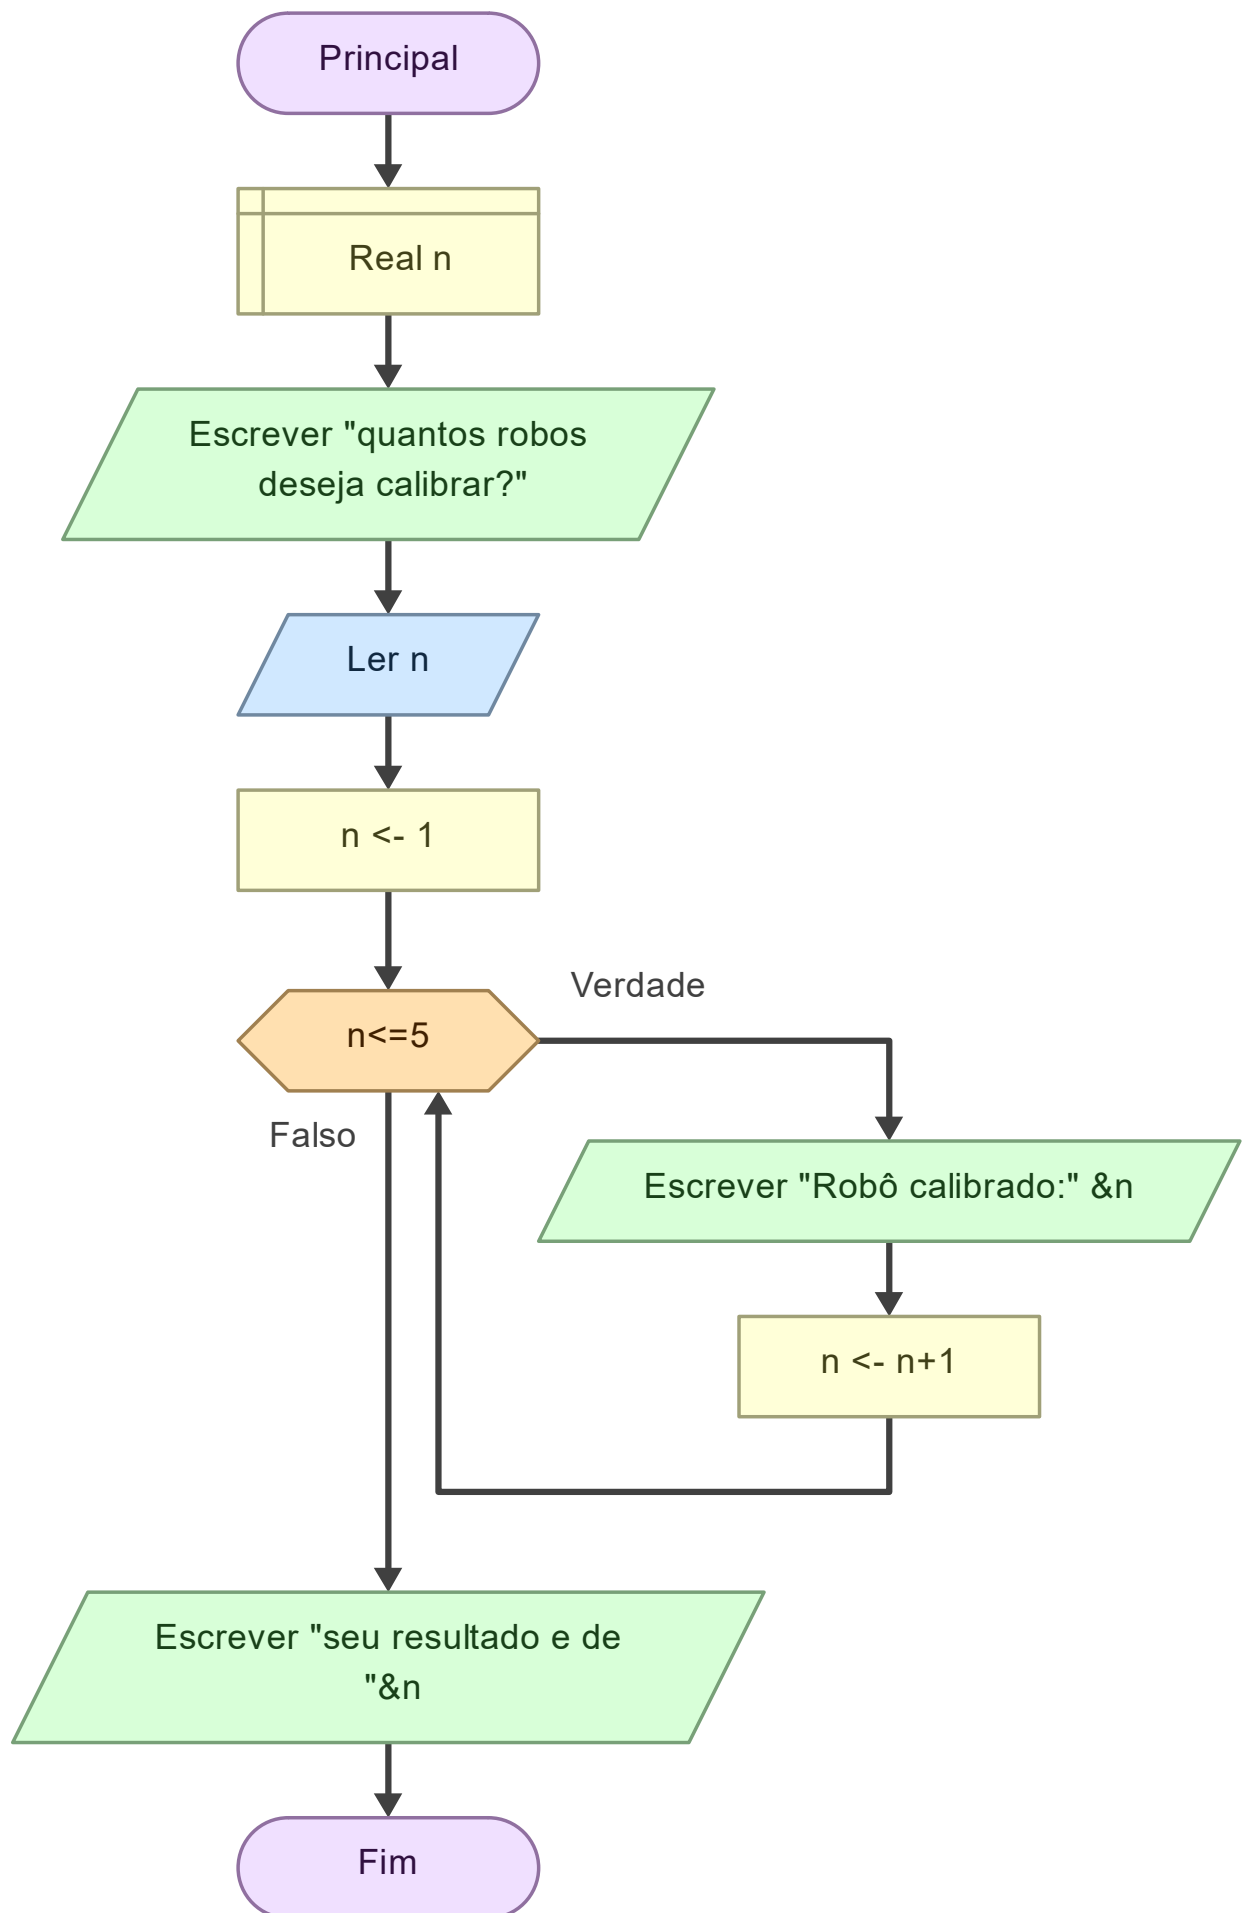 Principal
Real n
Escrever "quantos robos
deseja calibrar?"
Ler n
n <- 1
n<=5
Verdade
Falso
Escrever "Robô calibrado:" &n
n <- n+1
Escrever "seu resultado e de
"&n
Fim